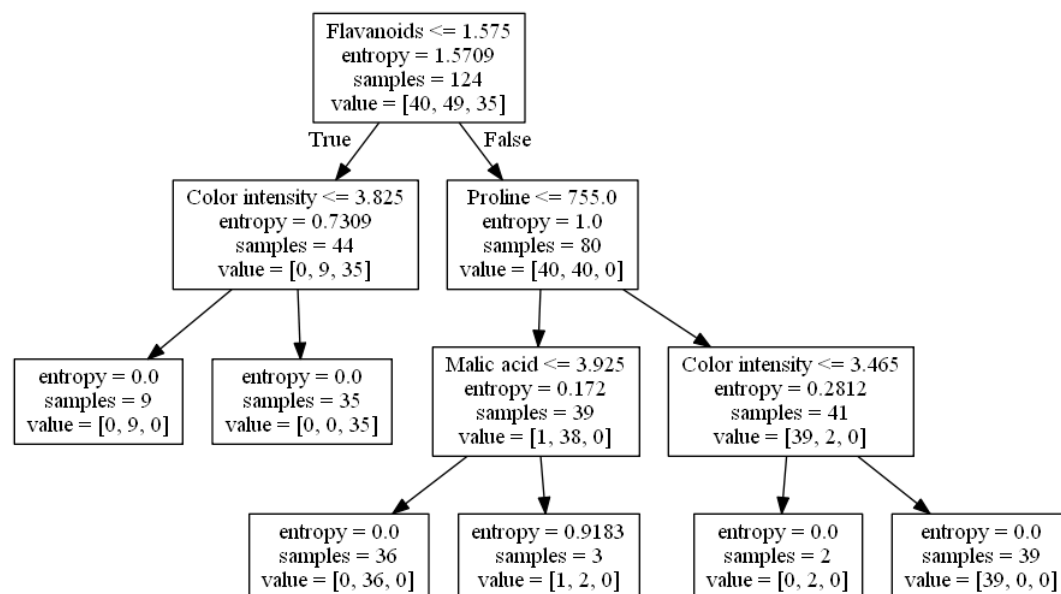 Flavanoids <= 1.575
entropy = 1.5709
samples = 124
value = [40, 49, 35]
True
False
Color intensity <= 3.825
entropy = 0.7309
samples = 44
value = [0, 9, 35]
Proline <= 755.0
entropy = 1.0
samples = 80
value = [40, 40, 0]
entropy = 0.0
samples = 9
value = [0, 9, 0]
entropy = 0.0
samples = 35
value = [0, 0, 35]
Malic acid <= 3.925
entropy = 0.172
samples = 39
value = [1, 38, 0]
Color intensity <= 3.465
entropy = 0.2812
samples = 41
value = [39, 2, 0]
entropy = 0.0
samples = 36
value = [0, 36, 0]
entropy = 0.9183
samples = 3
value = [1, 2, 0]
entropy = 0.0
samples = 2
value = [0, 2, 0]
entropy = 0.0
samples = 39
value = [39, 0, 0]